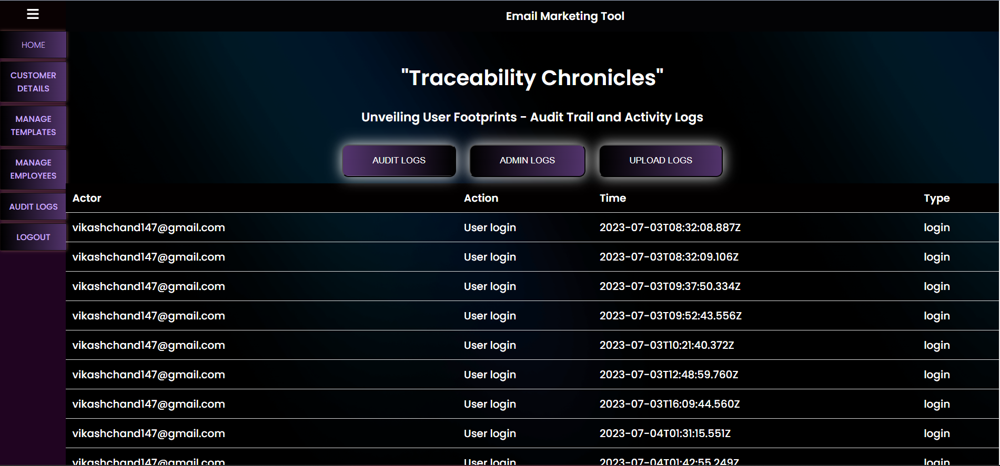 Email Marketing Tool
HOME
CUSTOMER
DETAILS
MANAGE
TEMPLATES
MANAGE
EMPLOYEES
AUDIT LOGS
LOGOUT
"Traceability Chronicles"
Unveiling User Footprints - Audit Trail and Activity Logs
AUDIT LOGS ADMIN LOGS UPLOAD LOGS
Actor Action Time Type
vikashchand147@gmail.com User login 2023-07-03T08:32:08.887Z login
vikashchand147@gmail.com User login 2023-07-03T08:32:09.106Z login
vikashchand147@gmail.com User login 2023-07-03T09:37:50.334Z login
vikashchand147@gmail.com User login 2023-07-03T09:52:43.556Z login
vikashchand147@gmail.com User login 2023-07-03T10:21:40.372Z login
vikashchand147@gmail.com User login 2023-07-03T12:48:59.760Z login
vikashchand147@gmail.com User login 2023-07-03T16:09:44.560Z login
vikashchand147@gmail.com User login 2023-07-04T01:31:15.551Z login
vikashchand147@gmail.com User login 2023-07-04T01:42:55.249Z login